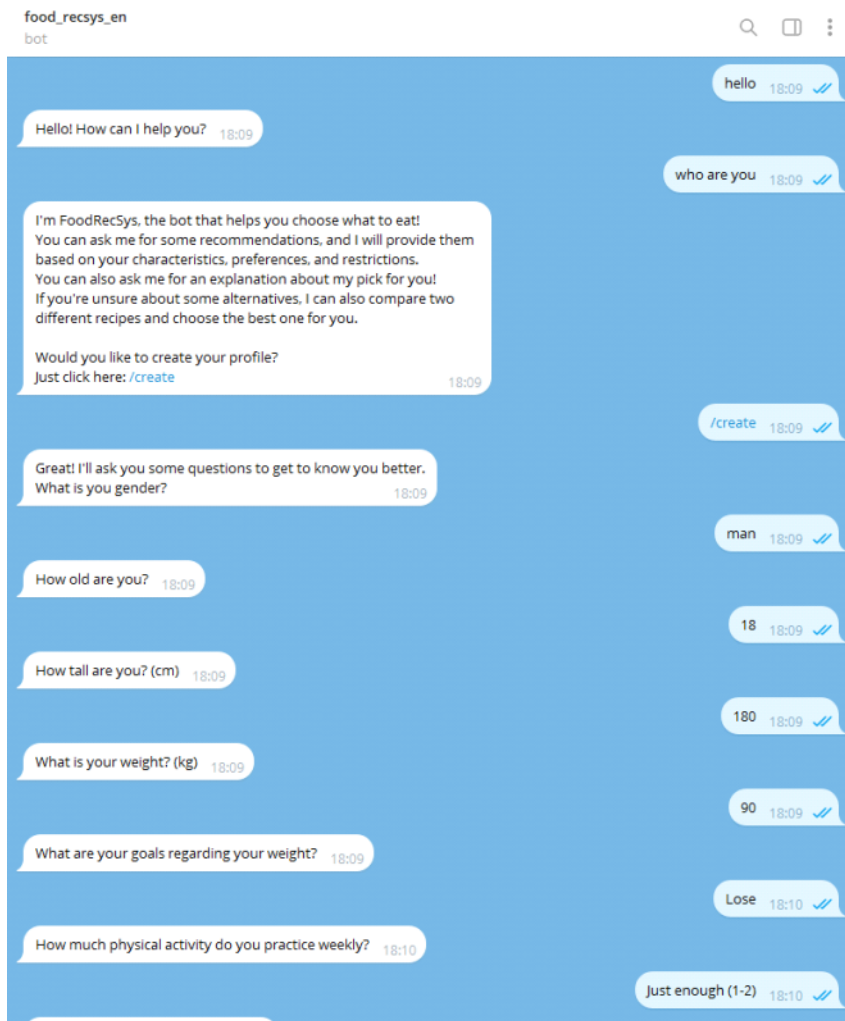 food_recsys_en
bot
hello 18:09
Hello! How can I help you? 18:09
who are you 18:09
I'm FoodRecSys, the bot that helps you choose what to eat!
You can ask me for some recommendations, and I will provide them
based on your characteristics, preferences, and restrictions.
You can also ask me for an explanation about my pick for you!
If you're unsure about some alternatives, I can also compare two
different recipes and choose the best one for you.
Would you like to create your profile?
Just click here: /create 18:09
/create 18:09
Great! I'll ask you some questions to get to know you better.
What is you gender? 18:09
man 18:09
How old are you? 18:09
18 18:09
How tall are you? (cm) 18:09
180 18:09
What is your weight? (kg) 18:09
90 18:09
What are your goals regarding your weight? 18:09
Lose 18:10
How much physical activity do you practice weekly? 18:10
Just enough (1-2) 18:10